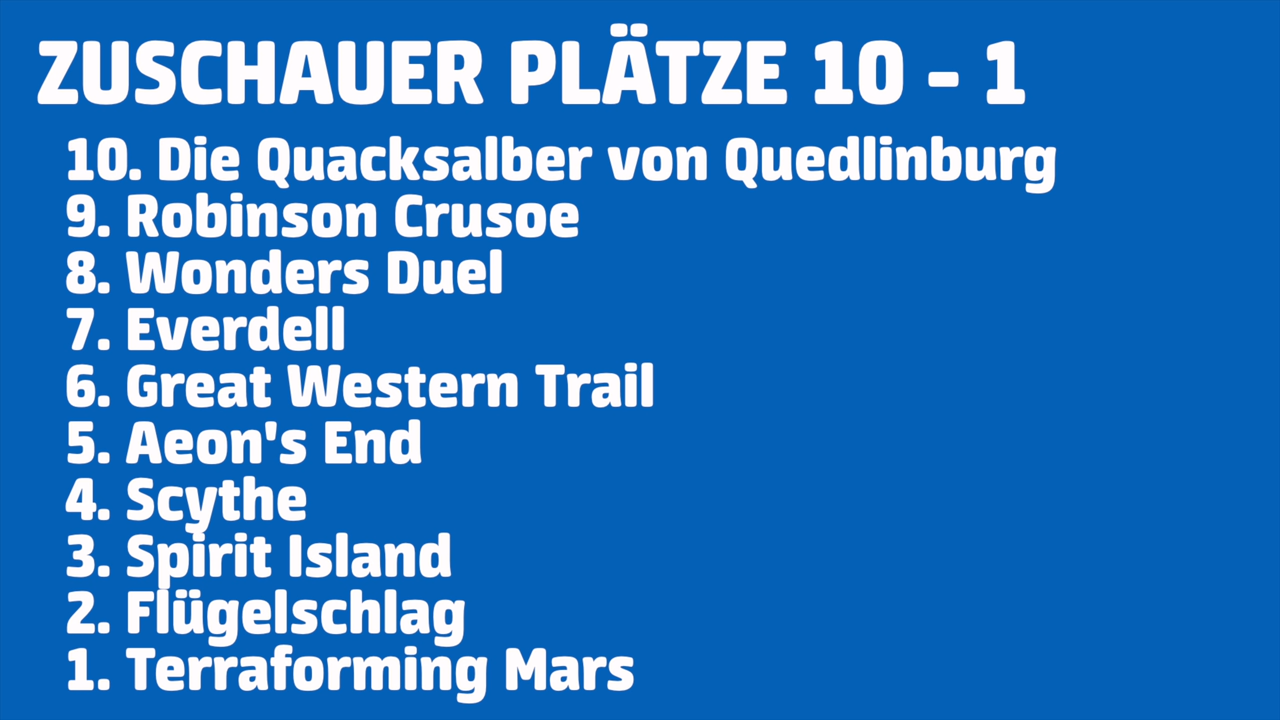 ZUSCHAUER PLÄTZE 10 - 1
10. Die Quacksalber von Quedlinburg
9. Robinson Crusoe
8. Wonders Duel
7. Everdell
6. Great Western Trail
5. Aeon's End
4. Scythe
3. Spirit Island
2. Flügelschlag
1. Terraforming Mars